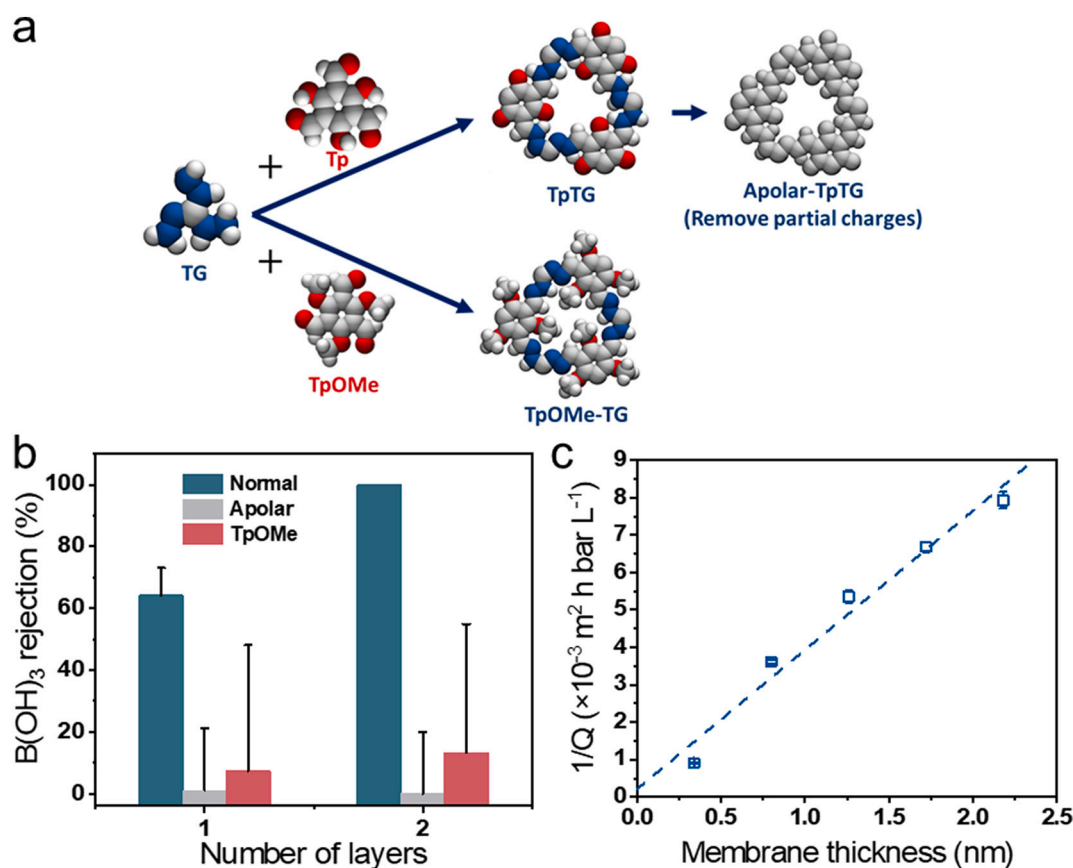 a
+
Tp
TG
+
TpOMe
TpTG
Apolar-TpTG
(Remove partial charges)
TpOMe-TG
b
B(OH)₃ rejection (%)
100
80
60
40
20
0
Normal
Apolar
TpOMe
1
2
Number of layers
c
1/Q (×10⁻³ m² h bar L⁻¹)
9
8
7
6
5
4
3
2
1
0
0.0 0.5 1.0 1.5 2.0 2.5
Membrane thickness (nm)